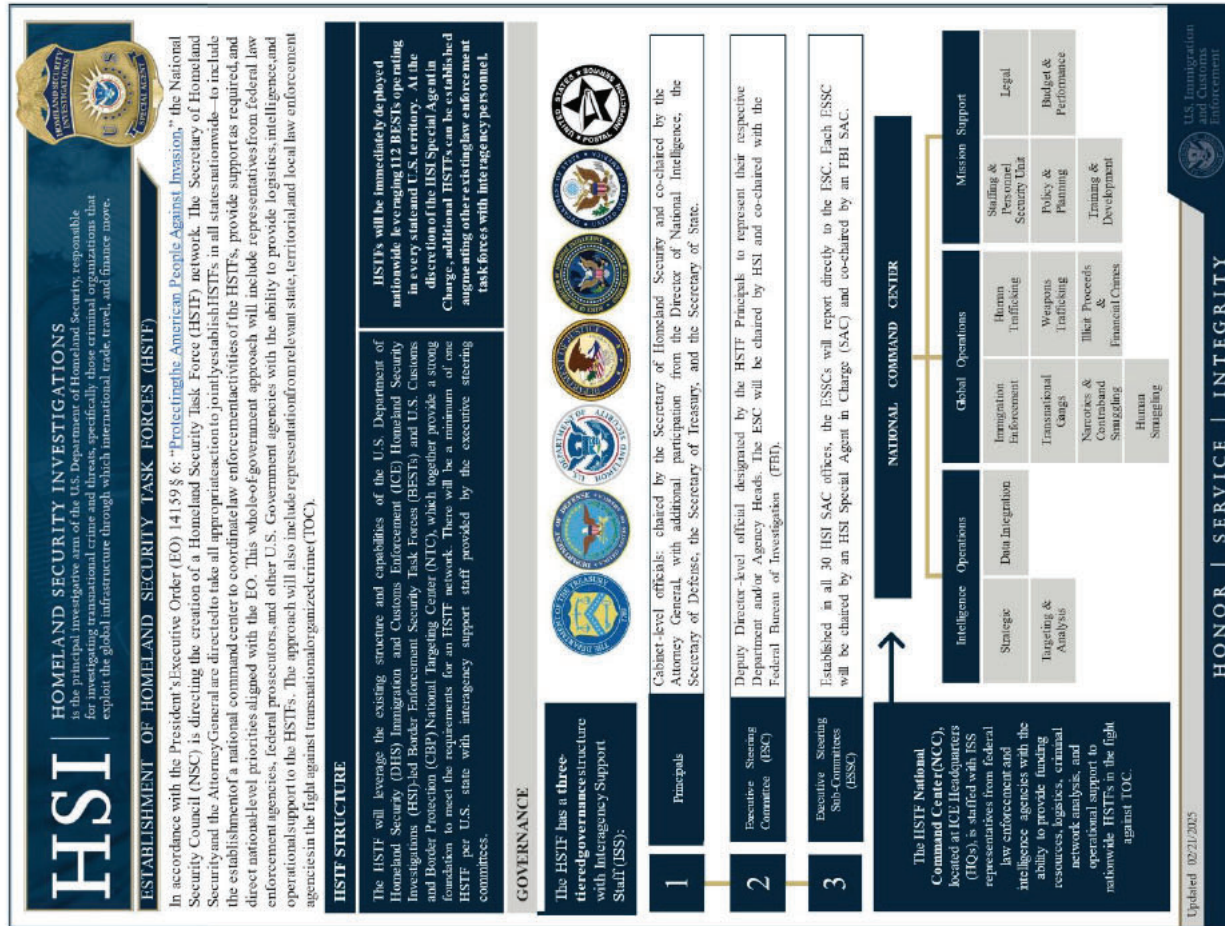 HSI
HOMELAND SECURITY INVESTIGATIONS
is the principal investigative arm of the U.S. Department of Homeland Security, responsible
for investigating transnational crime and threats, specifically those criminal organizations that
exploit the global infrastructure through which international trade, travel, and finance move.
HOMELAND SECURITY INVESTIGATIONS
U S
SPECIAL AGENT
ESTABLISHMENT OF HOMELAND SECURITY TASK FORCES (HSTF)
In accordance with the President's Executive Order (EO) 14159 § 6: "Protecting the American People Against Invasion," the National
Security Council (NSC) is directing the creation of a Homeland Security Task Force (HSTF) network. The Secretary of Homeland
Security and the Attorney General are directed to take all appropriate action to jointly establish HSTFs in all states nationwide—to include
the establishment of a national command center to coordinate law enforcement activities of the HSTFs, provide support as required, and
direct national-level priorities aligned with the EO. This whole-of-government approach will include representatives from federal law
enforcement agencies, federal prosecutors, and other U.S. Government agencies with the ability to provide logistics, intelligence, and
operational support to the HSTFs. The approach will also include representation from relevant state, territorial, and local law enforcement
agencies in the fight against transnational organized crime (TOC).
HSTF STRUCTURE
The HSTF will leverage the existing structure and capabilities of the U.S. Department of
Homeland Security (DHS) Immigration and Customs Enforcement (ICE) Homeland Security
Investigations (HSI)-led Border Enforcement Security Task Forces (BESTs) and U.S. Customs
and Border Protection (CBP) National Targeting Center (NTC), which together provide a strong
foundation to meet the requirements for an HSTF network. There will be a minimum of one
HSTF per U.S. state with interagency support staff provided by the executive steering
committees.
HSTFs will be immediately deployed
nationwide leveraging 112 BESTs operating
in every state and U.S. territory. At the
discretion of the HSI Special Agent in
Charge, additional HSTFs can be established
augmenting other existing law enforcement
task forces with interagency personnel.
GOVERNANCE
The HSTF has a three-
tiered governance structure
with Interagency Support
Staff (ISS):
1
Principals
Cabinet-level officials: chaired by the Secretary of Homeland Security and co-chaired by the
Attorney General, with additional participation from the Director of National Intelligence, the
Secretary of Defense, the Secretary of Treasury, and the Secretary of State.
2
Executive Steering
Committee (ESC)
Deputy Director-level official designated by the HSTF Principals to represent their respective
Department and/or Agency Heads. The ESC will be chaired by HSI and co-chaired with the
Federal Bureau of Investigation (FBI).
3
Executive Steering
Sub-Committees
(ESSC)
Established in all 30 HSI SAC offices, the ESSCs will report directly to the ESC. Each ESSC
will be chaired by an HSI Special Agent in Charge (SAC) and co-chaired by an FBI SAC.
The HSTF National
Command Center (NCC),
located at ICE Headquarters
(HQs), is staffed with ISS
representatives from federal
law enforcement and
intelligence agencies with the
ability to provide funding
resources, logistics, criminal
network analysis, and
operational support to
nationwide HSTFs in the fight
against TOC.
NATIONAL COMMAND CENTER
Intelligence Operations
Strategic
Data Integration
Targeting &
Analysis
Global Operations
Immigration
Enforcement
Human
Trafficking
Transnational
Gangs
Weapons
Trafficking
Narcotics &
Contraband
Smuggling
Illicit Proceeds
&
Financial Crimes
Human
Smuggling
Mission Support
Staffing &
Personnel
Security Unit
Legal
Policy &
Planning
Budget &
Performance
Training &
Development
Updated 02/21/2025
HONOR | SERVICE | INTEGRITY
U.S. Immigration
and Customs
Enforcement